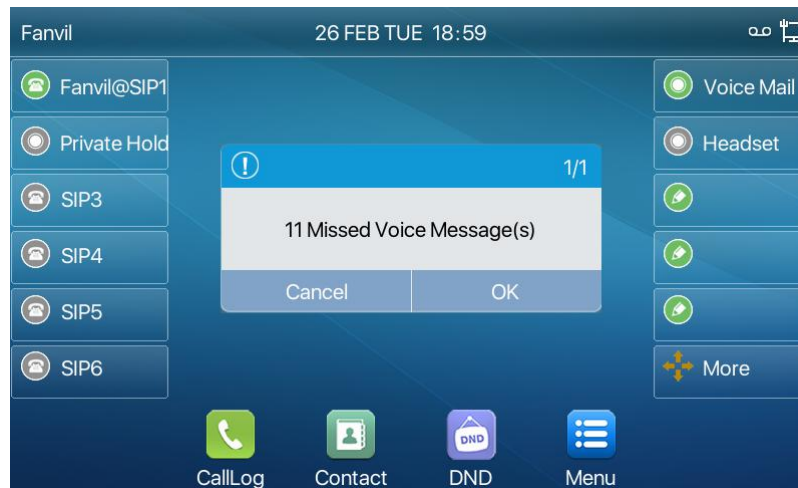 Fanvil 26 FEB TUE 18:59
Fanvil@SIP1
Private Hold
SIP3
SIP4
SIP5
SIP6
1/1
11 Missed Voice Message(s)
Cancel OK
Voice Mail
Headset
More
CallLog
Contact
DND
DND
Menu